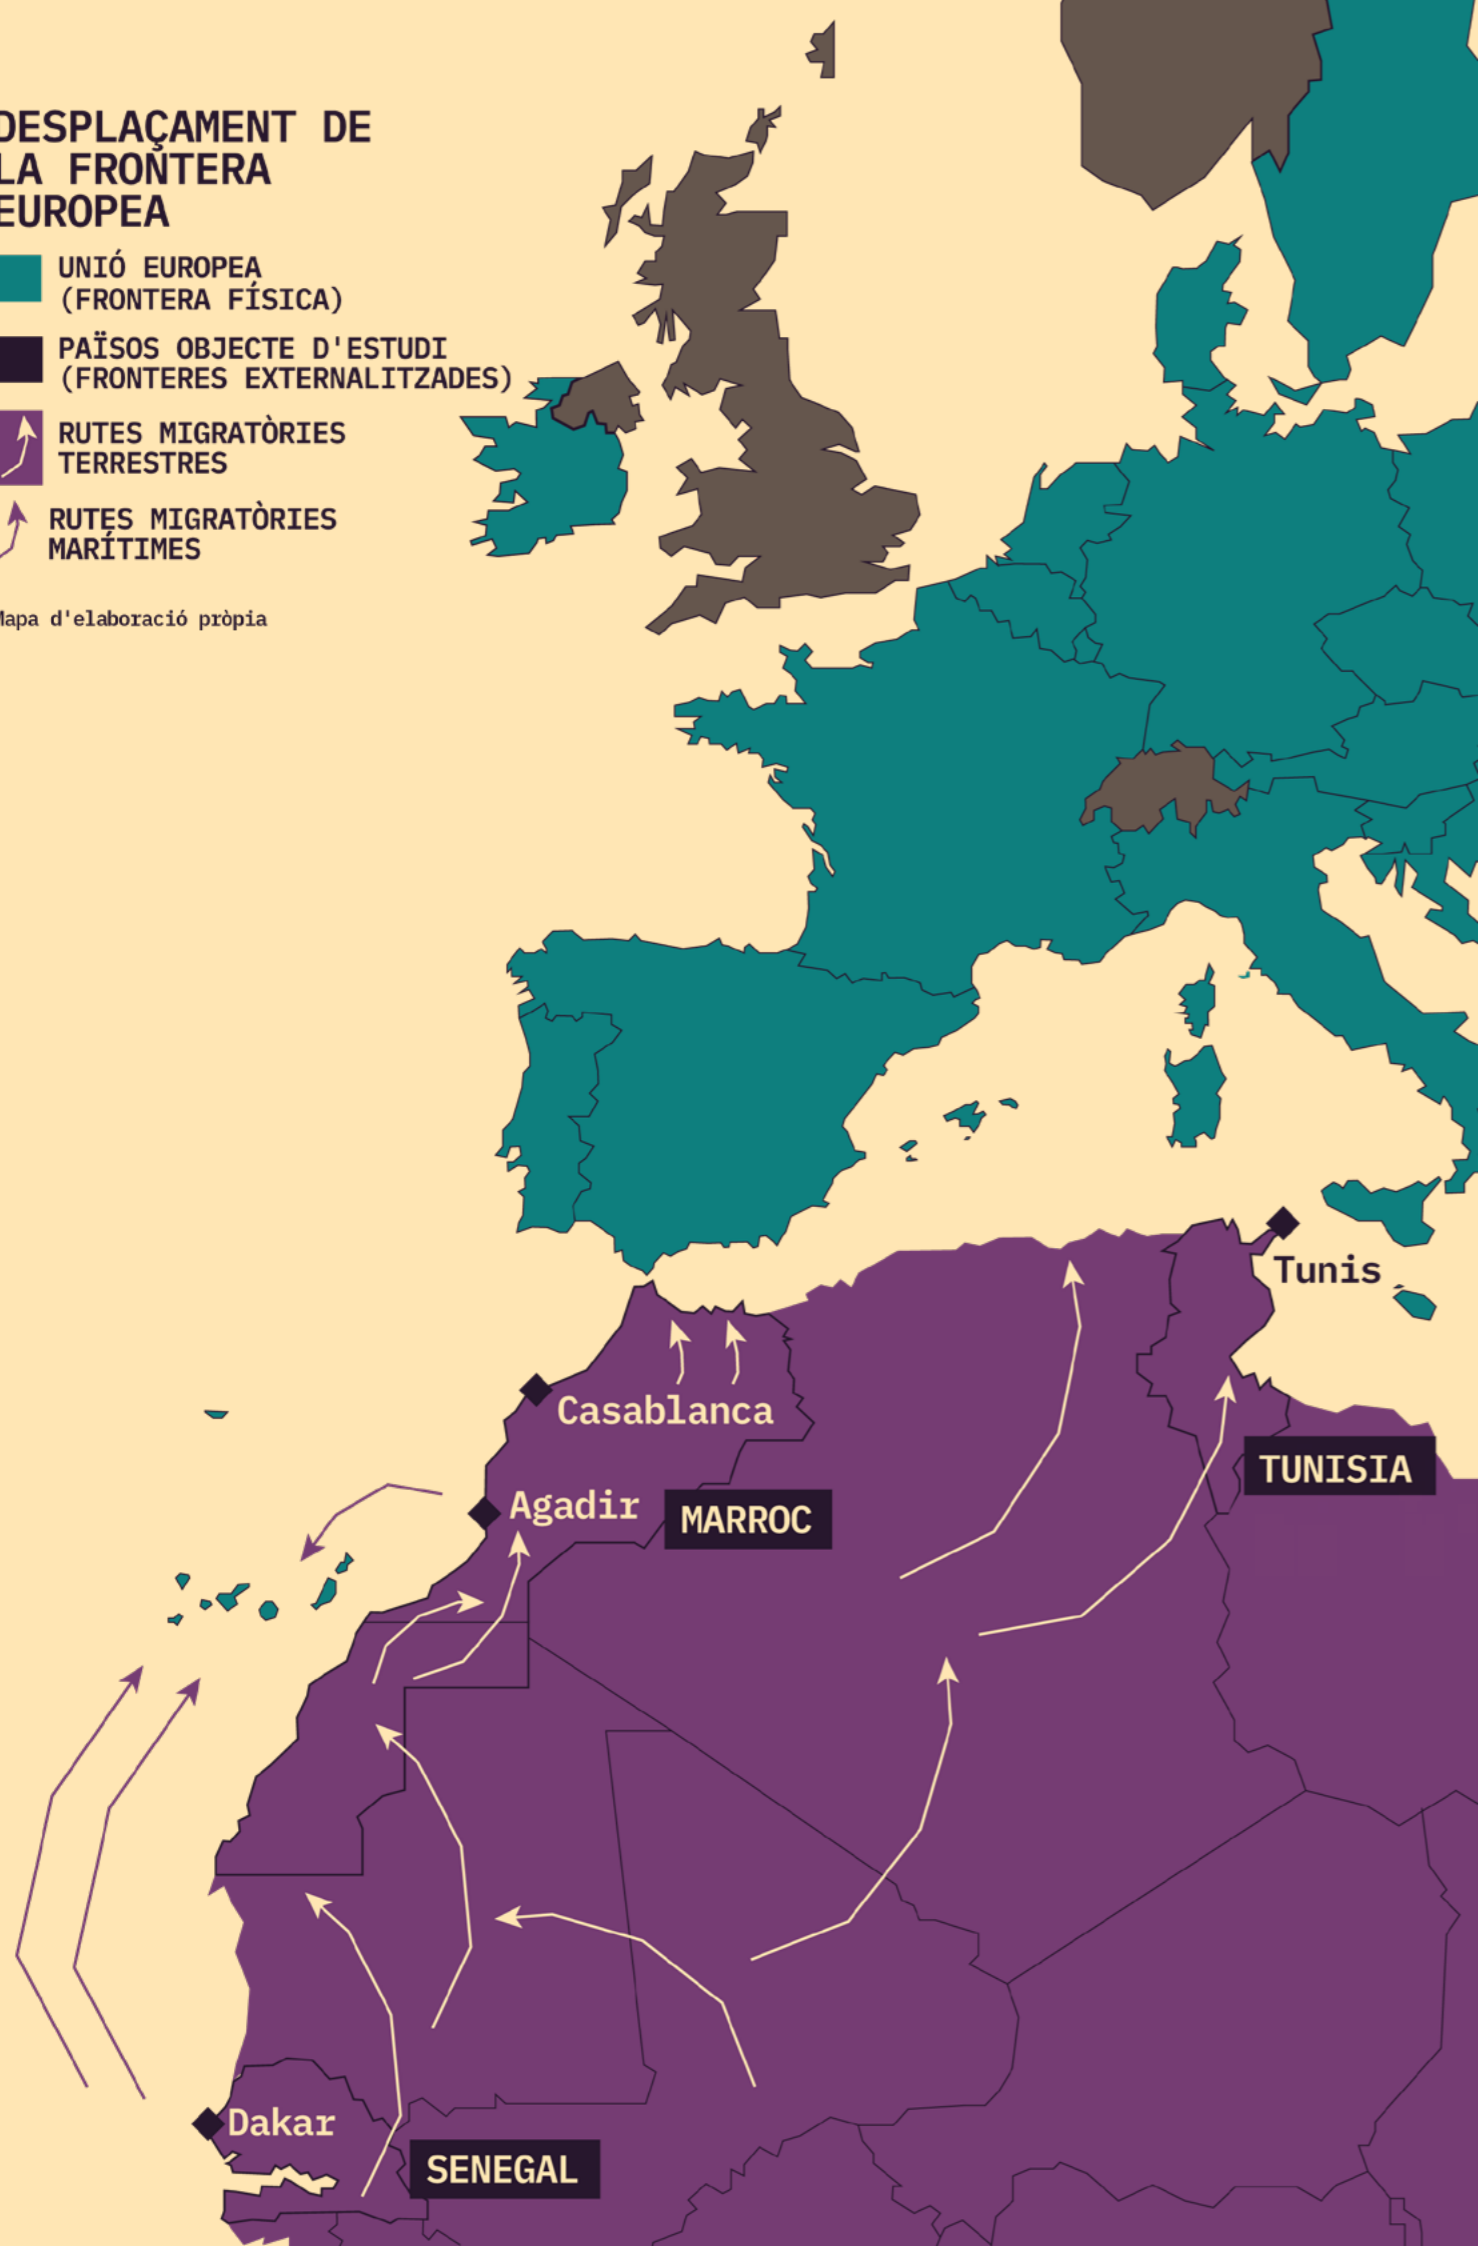 DESPLAÇAMENT DE
LA FRONTERA
EUROPEA
UNIÓ EUROPEA
(FRONTERA FÍSICA)
PAÏSOS OBJECTE D'ESTUDI
(FRONTERES EXTERNALITZADES)
RUTES MIGRATÒRIES
TERRESTRES
RUTES MIGRATÒRIES
MARÍTIMES
Mapa d'elaboració pròpia
Tunis
Casablanca
TUNISIA
Agadir
MARROC
Dakar
SENEGAL